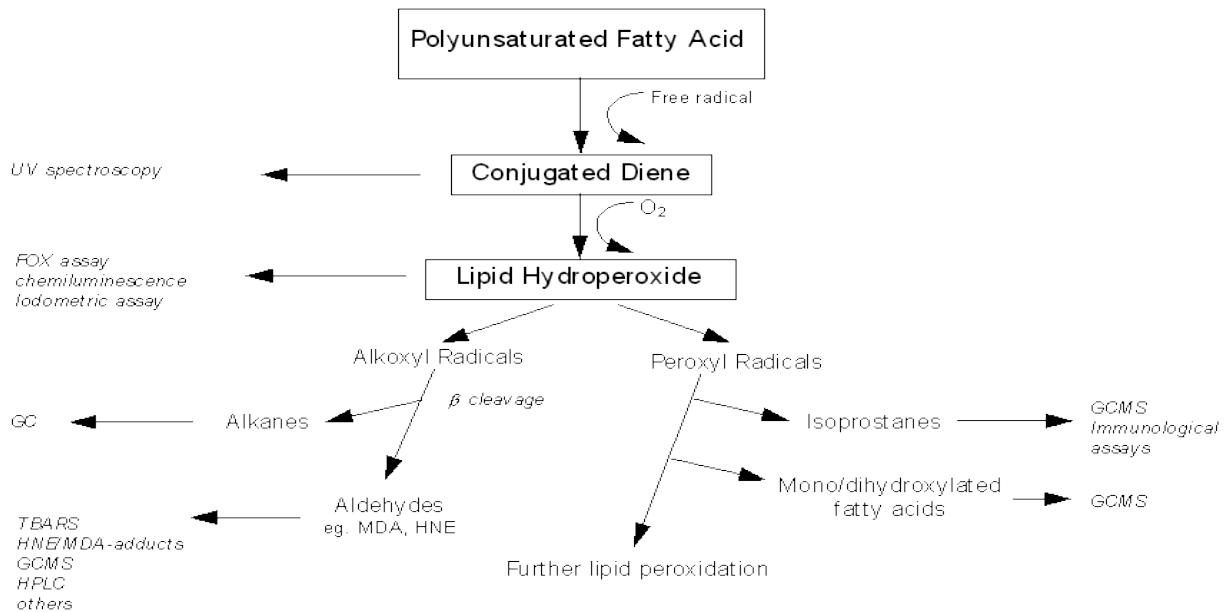 Polyunsaturated Fatty Acid
Free radical
UV spectroscopy
Conjugated Diene
O₂
FOX assay
chemiluminescence
Iodometric assay
Lipid Hydroperoxide
Alkoxyl Radicals
Peroxyl Radicals
β cleavage
GC
Alkanes
Isoprostanes
GCMS
Immunological
assays
Mono/dihydroxylated
fatty acids
GCMS
Aldehydes
eg. MDA, HNE
TBARS
HNE/MDA-adducts
GCMS
HPLC
others
Further lipid peroxidation